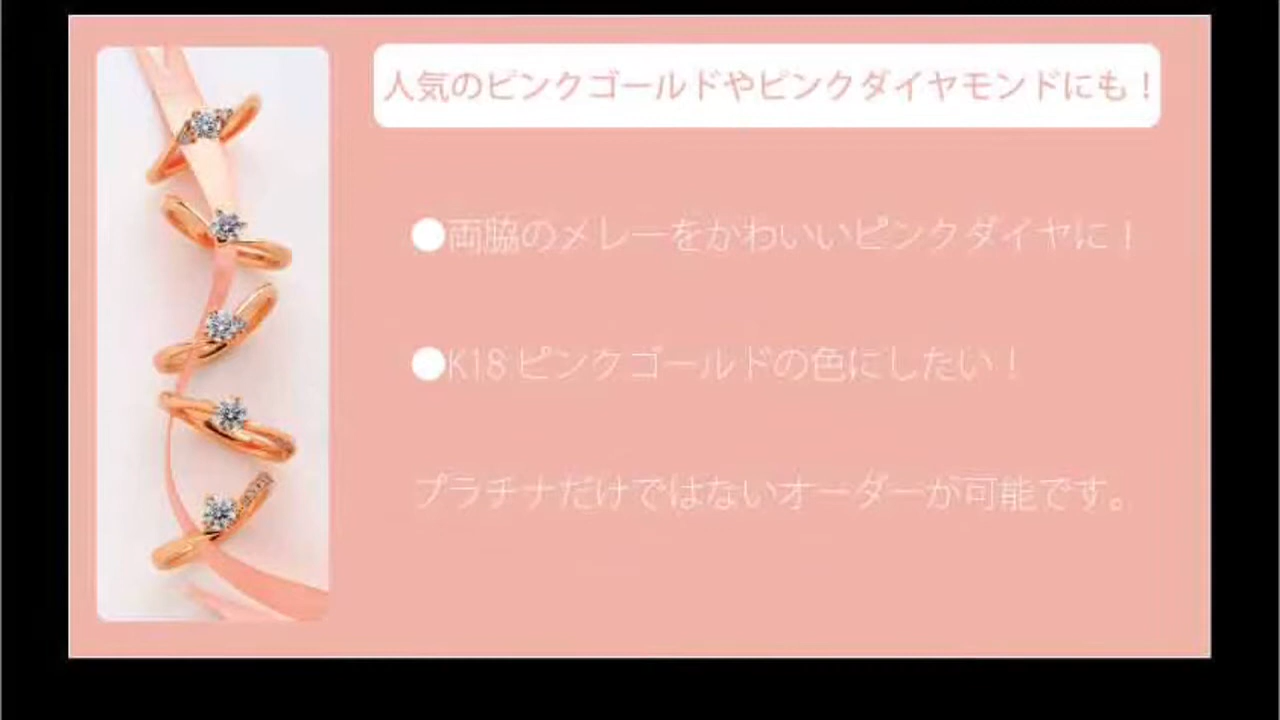 人気のピンクゴールドやピンクダイヤモンドにも！
●両脇のメレーをかわいいピンクダイヤに！
●K18 ピンクゴールドの色にしたい！
プラチナだけではないオーダーが可能です。